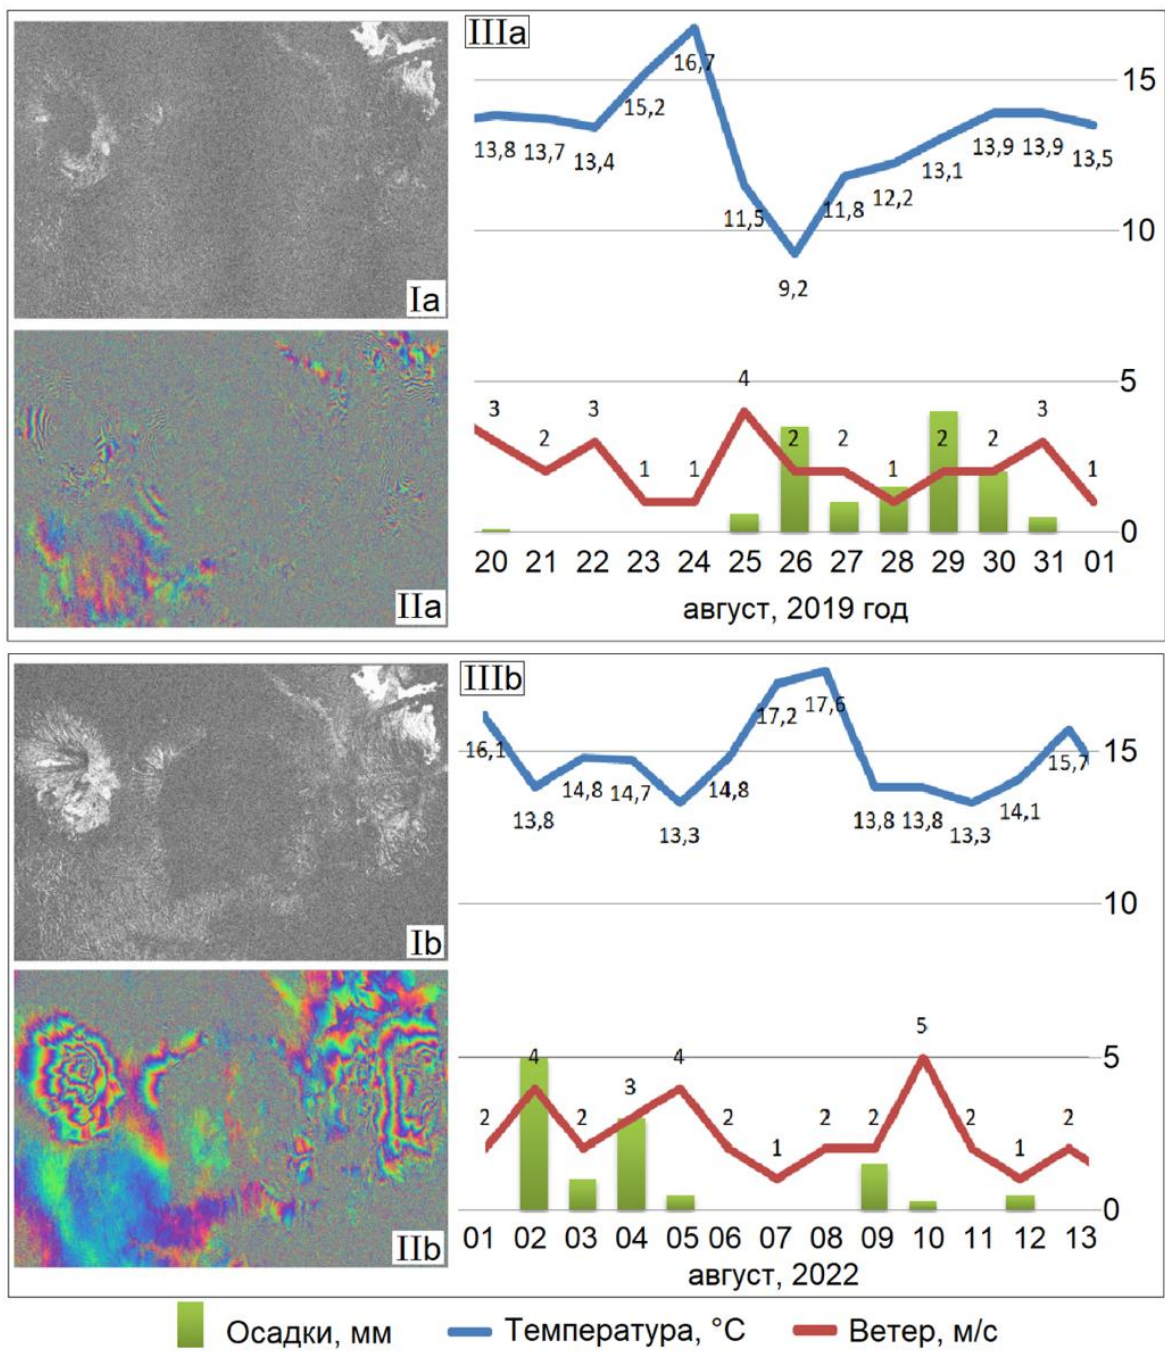 Ia
IIa
IIIa
16,7
15
15,2
13,8 13,7 13,4 13,1 13,9 13,9 13,5
11,5 11,8 12,2
10
9,2
5
4
3 2 3 1 1 2 2 1 2 2 3 1
0
20 21 22 23 24 25 26 27 28 29 30 31 01
август, 2019 год
Ib
IIb
IIIb
17,2 17,6
16,1 15 15,7
14,8 14,7 14,8 14,1
13,8 13,3 13,8 13,8 13,3
10
5
5
2 4 2 3 4 2 1 2 2 2 1 2
0
01 02 03 04 05 06 07 08 09 10 11 12 13
август, 2022
Осадки, мм Температура, °C Ветер, м/с